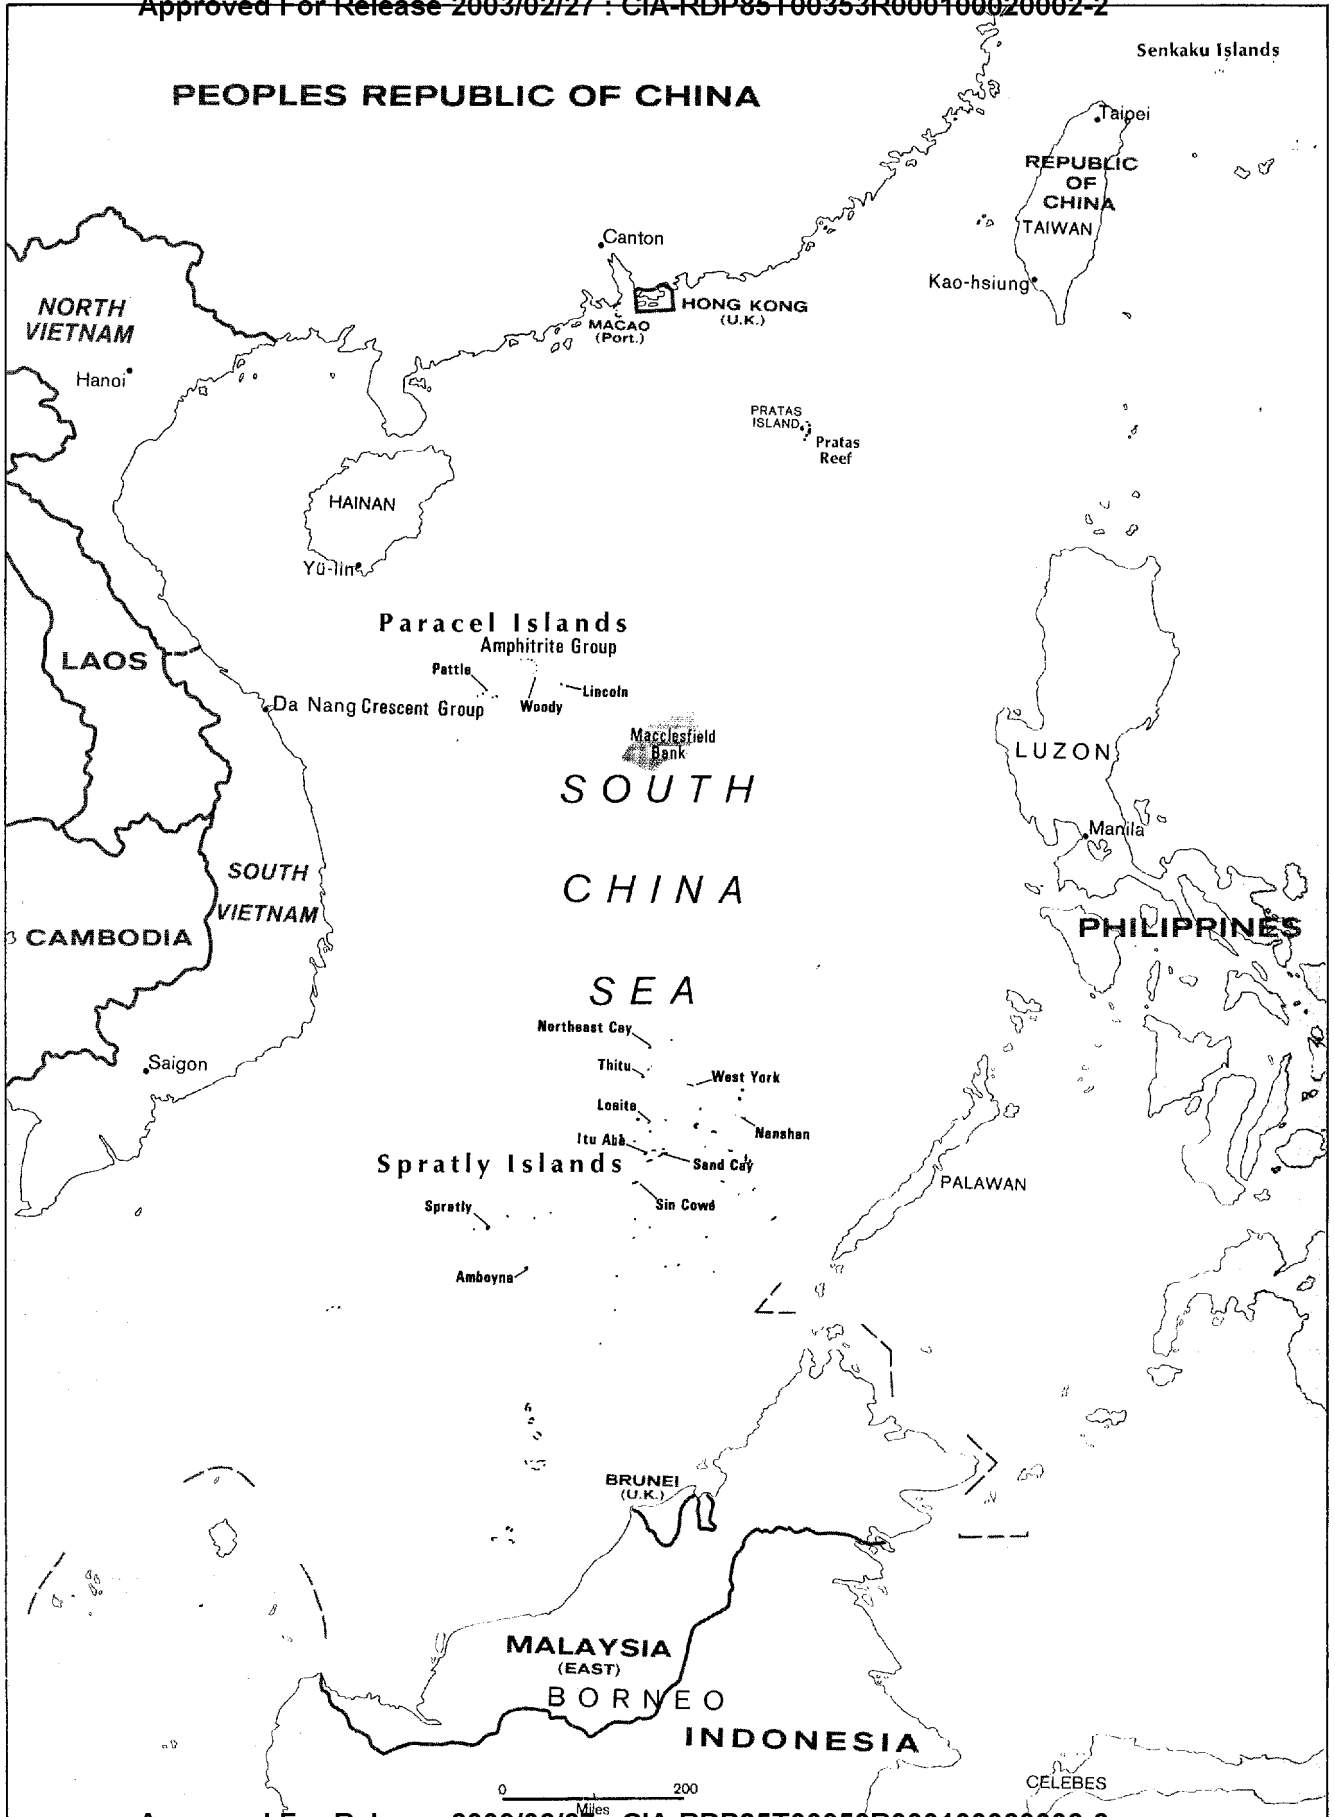 Approved For Release 2003/02/27 : CIA-RDP85T00353R000100020002-2
Senkaku Islands
PEOPLES REPUBLIC OF CHINA
Taipei
REPUBLIC
OF
CHINA
TAIWAN
Canton
Kao-hsiung
HONG KONG
(U.K.)
MACAO
(Port.)
NORTH
VIETNAM
Hanoi
PRATAS
ISLAND
Pratas
Reef
HAINAN
Yü-lin
Paracel Islands
Amphitrite Group
Pattle
Lincoln
Woody
LAOS
Da Nang
Crescent Group
Macclesfield
Bank
LUZON
SOUTH
CHINA
SEA
Manila
SOUTH
VIETNAM
CAMBODIA
PHILIPPINES
Northeast Cay
Saigon
Thitu
West York
Loaita
Nanshan
Itu Aba
Sand Cay
Spratly Islands
PALAWAN
Sin Cowe
Spratly
Amboyna
BRUNEI
(U.K.)
MALAYSIA
(EAST)
BORNEO
INDONESIA
CELEBES
0 200
Miles